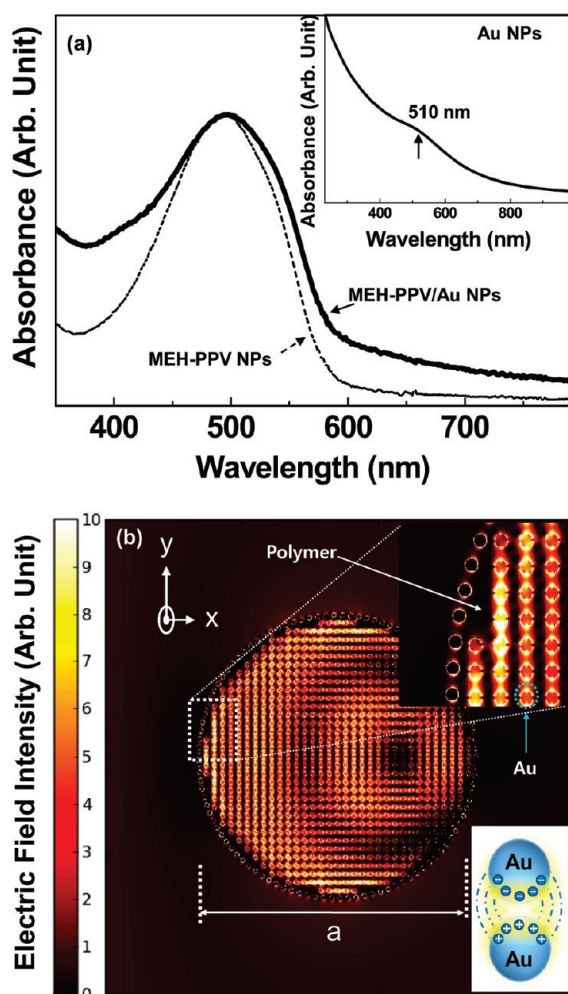 (a)
Absorbance (Arb. Unit)
Wavelength (nm)
400
500
600
700
MEH-PPV/Au NPs
MEH-PPV NPs
Au NPs
510 nm
Absorbance (Arb. Unit)
400
600
800
Wavelength (nm)
(b)
Electric Field Intensity (Arb. Unit)
10
9
8
7
6
5
4
3
2
1
0
y
x
Polymer
Au
a
Au
− − − − −
+ + + + +
Au